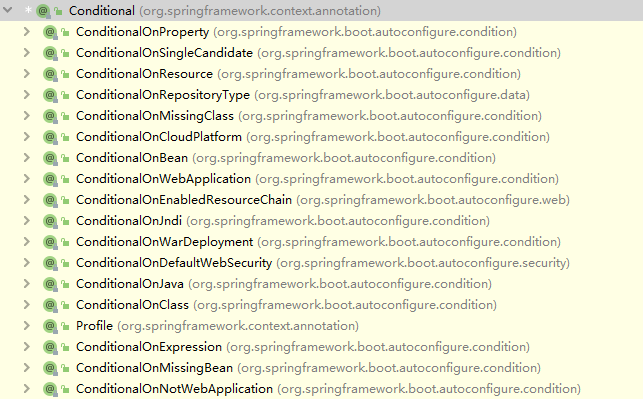 Conditional (org.springframework.context.annotation)
ConditionalOnProperty (org.springframework.boot.autoconfigure.condition)
ConditionalOnSingleCandidate (org.springframework.boot.autoconfigure.condition)
ConditionalOnResource (org.springframework.boot.autoconfigure.condition)
ConditionalOnRepositoryType (org.springframework.boot.autoconfigure.data)
ConditionalOnMissingClass (org.springframework.boot.autoconfigure.condition)
ConditionalOnCloudPlatform (org.springframework.boot.autoconfigure.condition)
ConditionalOnBean (org.springframework.boot.autoconfigure.condition)
ConditionalOnWebApplication (org.springframework.boot.autoconfigure.condition)
ConditionalOnEnabledResourceChain (org.springframework.boot.autoconfigure.web)
ConditionalOnJndi (org.springframework.boot.autoconfigure.condition)
ConditionalOnWarDeployment (org.springframework.boot.autoconfigure.condition)
ConditionalOnDefaultWebSecurity (org.springframework.boot.autoconfigure.security)
ConditionalOnJava (org.springframework.boot.autoconfigure.condition)
ConditionalOnClass (org.springframework.boot.autoconfigure.condition)
Profile (org.springframework.context.annotation)
ConditionalOnExpression (org.springframework.boot.autoconfigure.condition)
ConditionalOnMissingBean (org.springframework.boot.autoconfigure.condition)
ConditionalOnNotWebApplication (org.springframework.boot.autoconfigure.condition)